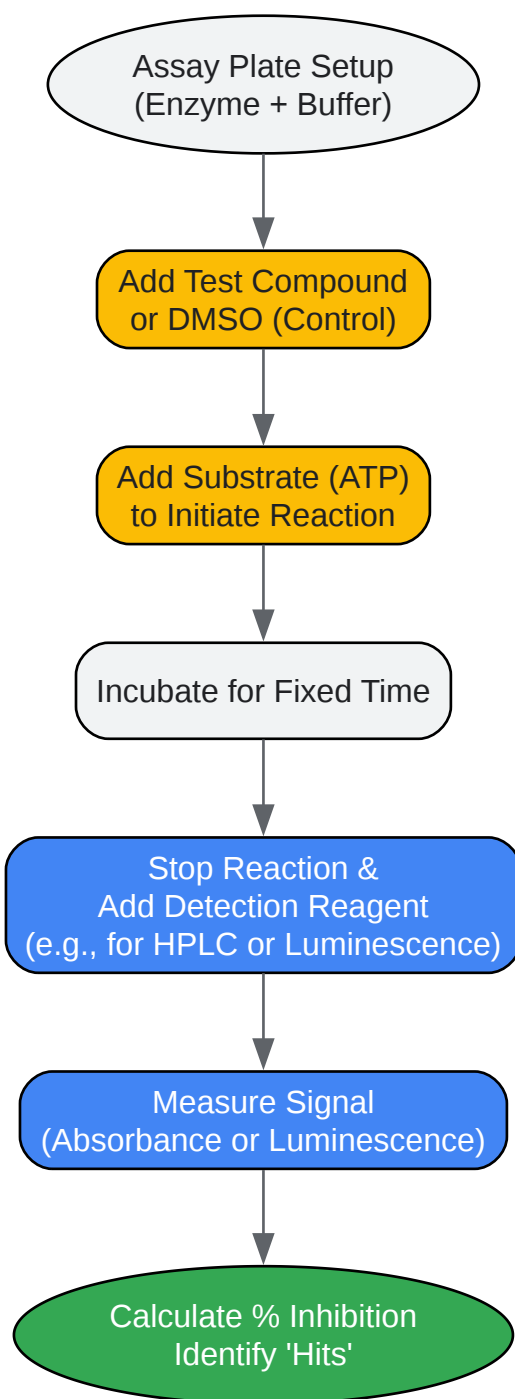 Assay Plate Setup
(Enzyme + Buffer)
Add Test Compound
or DMSO (Control)
Add Substrate (ATP)
to Initiate Reaction
Incubate for Fixed Time
Stop Reaction &
Add Detection Reagent
(e.g., for HPLC or Luminescence)
Measure Signal
(Absorbance or Luminescence)
Calculate % Inhibition
Identify 'Hits'